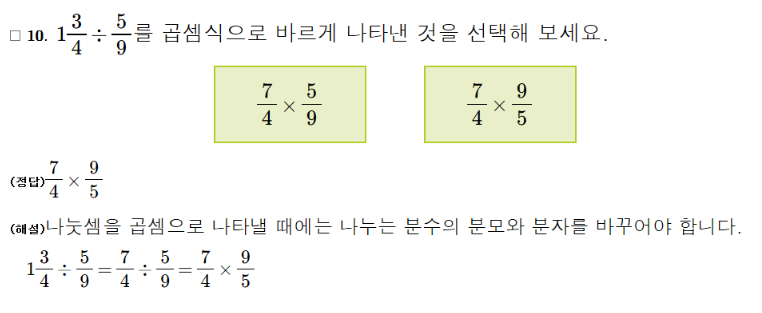 □ 10. 1 3/4 ÷ 5/9 를 곱셈식으로 바르게 나타낸 것을 선택해 보세요.
7/4 × 5/9
7/4 × 9/5
(정답) 7/4 × 9/5
(해설)나눗셈을 곱셈으로 나타낼 때에는 나누는 분수의 분모와 분자를 바꾸어야 합니다.
1 3/4 ÷ 5/9 = 7/4 ÷ 5/9 = 7/4 × 9/5